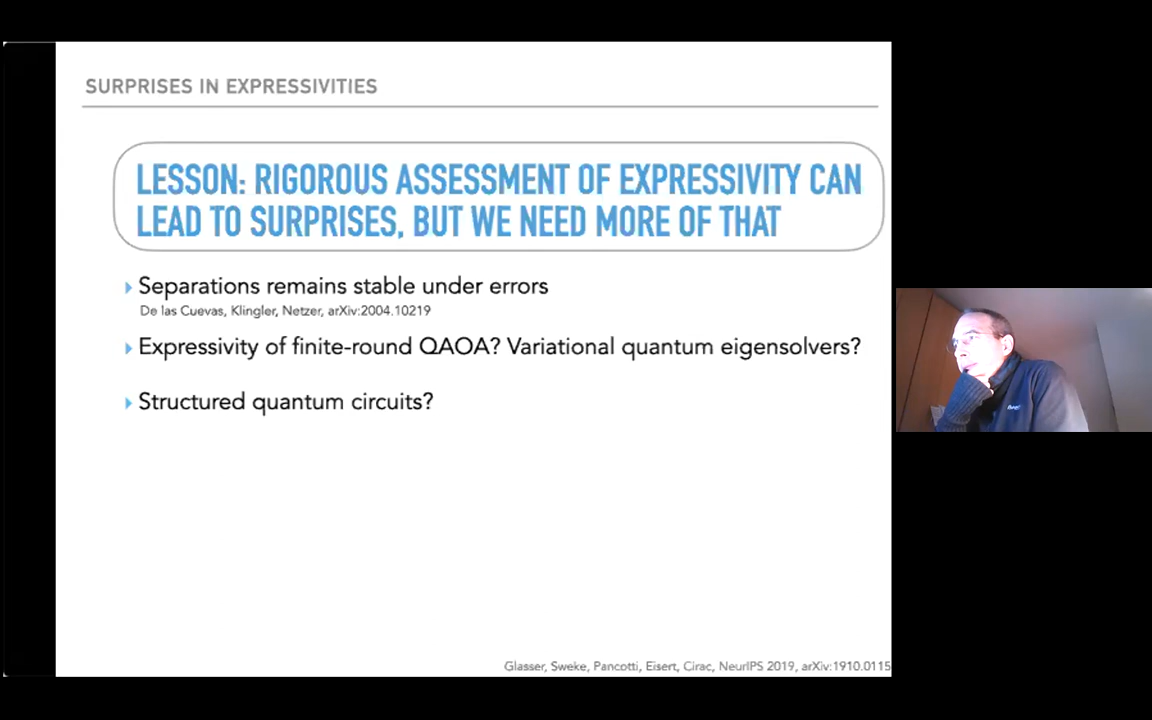 SURPRISES IN EXPRESSIVITIES
LESSON: RIGOROUS ASSESSMENT OF EXPRESSIVITY CAN
LEAD TO SURPRISES, BUT WE NEED MORE OF THAT
Separations remains stable under errors
De las Cuevas, Klingler, Netzer, arXiv:2004.10219
Expressivity of finite-round QAOA? Variational quantum eigensolvers?
Structured quantum circuits?
Glasser, Sweke, Pancotti, Eisert, Cirac, NeurIPS 2019, arXiv:1910.0115